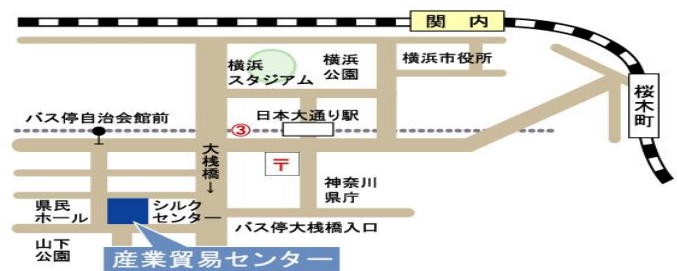 関　内
横浜
スタジアム
横浜
公園
横浜市役所
桜木町
バス停自治会館前
③
日本大通り駅
大桟橋↓
〒
神奈川
県庁
県民
ホール
シルク
センター
バス停大桟橋入口
山下
公園
産業貿易センター